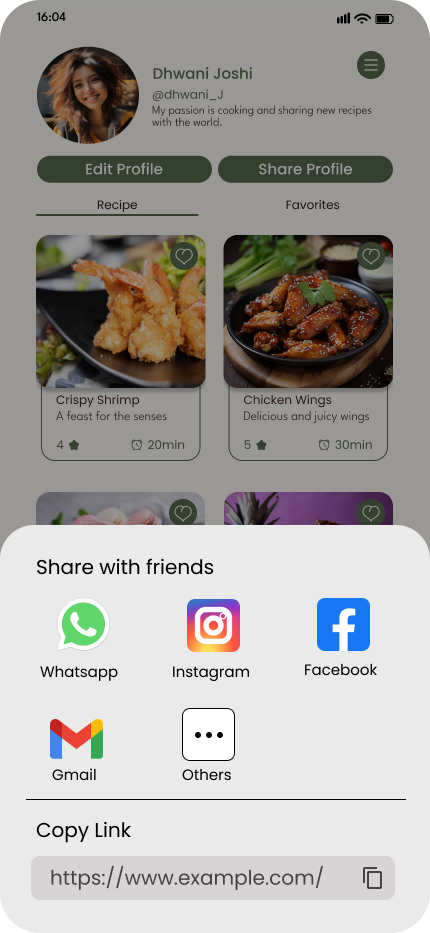 16:04
Dhwani Joshi
@dhwani_J
My passion is cooking and sharing new recipes
with the world.
Edit Profile
Share Profile
Recipe
Favorites
Crispy Shrimp
A feast for the senses
4
20min
Chicken Wings
Delicious and juicy wings
5
30min
Share with friends
Whatsapp
Instagram
Facebook
Gmail
Others
Copy Link
https://www.example.com/